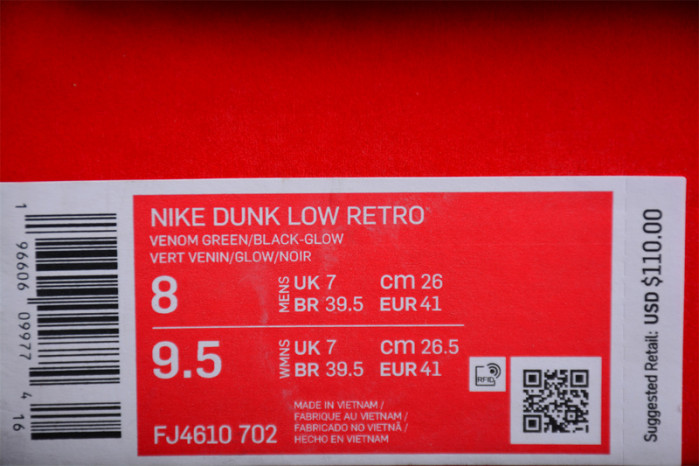 NIKE DUNK LOW RETRO
VENOM GREEN/BLACK-GLOW
VERT VENIN/GLOW/NOIR
8 MENS UK 7 cm 26
BR 39.5 EUR 41
9.5 WMNS UK 7 cm 26.5
BR 39.5 EUR 41
RFID
FJ4610 702
MADE IN VIETNAM /
FABRIQUE AU VIETNAM /
FABRICADO NO VIETNÃ /
HECHO EN VIETNAM
1 96606 09977 4 16
Suggested Retail: USD $110.00